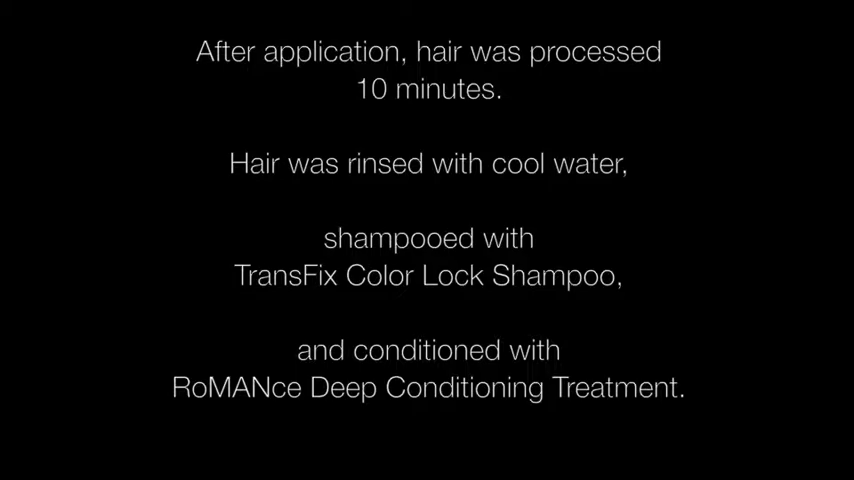 After application, hair was processed
10 minutes.
Hair was rinsed with cool water,
shampooed with
TransFix Color Lock Shampoo,
and conditioned with
RoMANce Deep Conditioning Treatment.